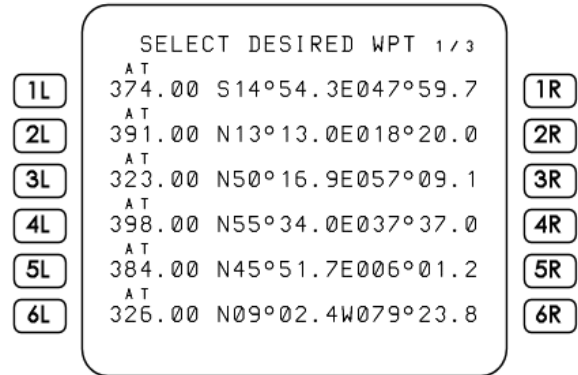 SELECT DESIRED WPT 1/3
AT
1L 374.00 S14°54.3E047°59.7 1R
AT
2L 391.00 N13°13.0E018°20.0 2R
AT
3L 323.00 N50°16.9E057°09.1 3R
AT
4L 398.00 N55°34.0E037°37.0 4R
AT
5L 384.00 N45°51.7E006°01.2 5R
AT
6L 326.00 N09°02.4W079°23.8 6R